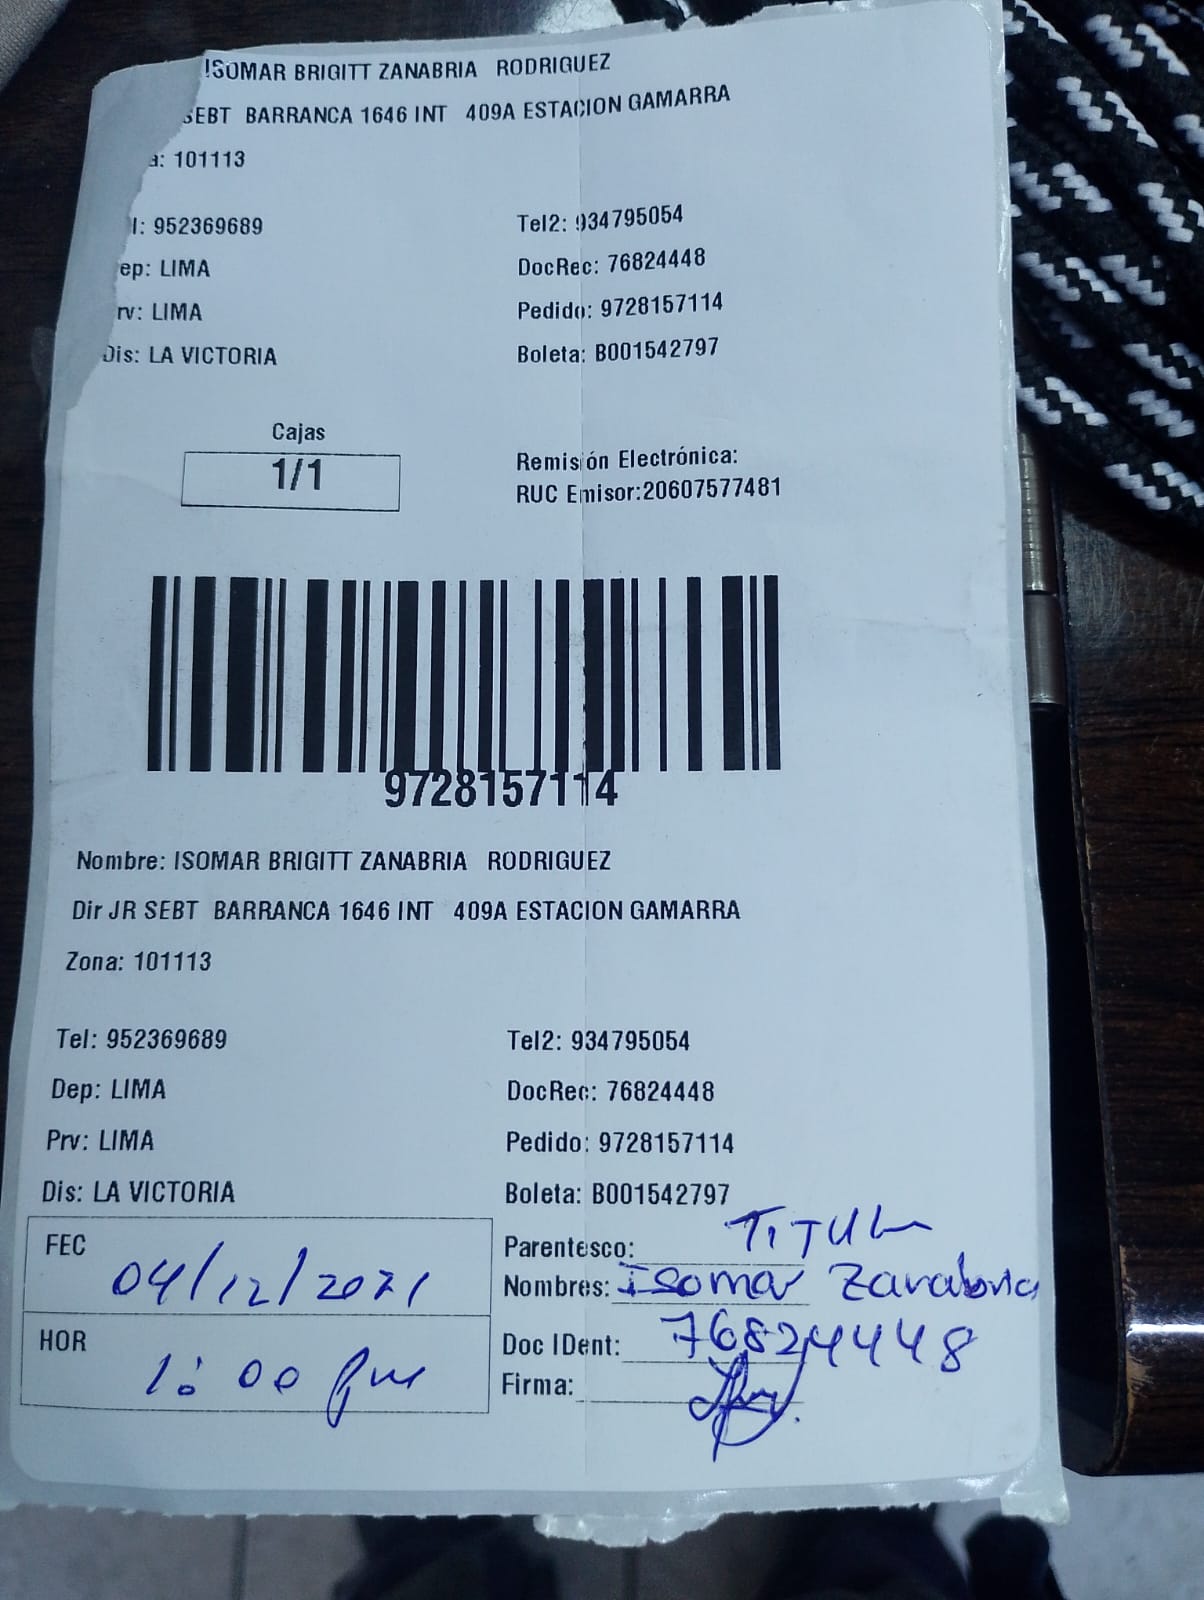 ISOMAR BRIGITT ZANABRIA RODRIGUEZ
SEBT BARRANCA 1646 INT 409A ESTACION GAMARRA
a: 101113
l: 952369689 Tel2: 934795054
ep: LIMA DocRec: 76824448
rv: LIMA Pedido: 9728157114
Dis: LA VICTORIA Boleta: B001542797
Cajas
1/1
Remisión Electrónica:
RUC Emisor:20607577481
9728157114
Nombre: ISOMAR BRIGITT ZANABRIA RODRIGUEZ
Dir JR SEBT BARRANCA 1646 INT 409A ESTACION GAMARRA
Zona: 101113
Tel: 952369689 Tel2: 934795054
Dep: LIMA DocRec: 76824448
Prv: LIMA Pedido: 9728157114
Dis: LA VICTORIA Boleta: B001542797
FEC 04/12/2021
HOR 1:00 pm
Parentesco:
Nombres: Isomar Zanabria
Doc IDent: 76824448
Firma: